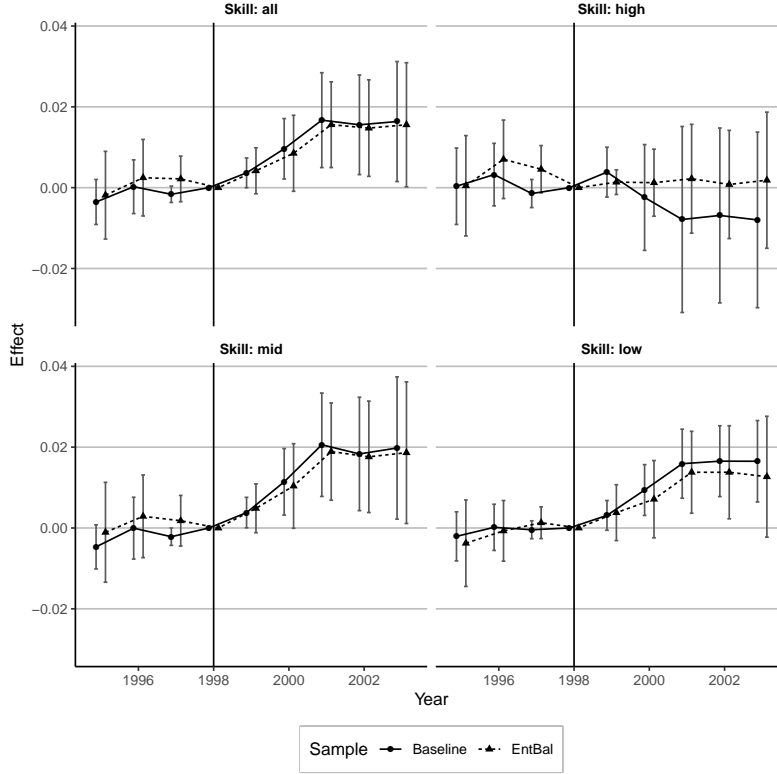 Skill: all
Skill: high
0.04
0.02
0.00
−0.02
Skill: mid
Skill: low
0.04
0.02
0.00
−0.02
Effect
1996 1998 2000 2002 1996 1998 2000 2002
Year
Sample Baseline EntBal